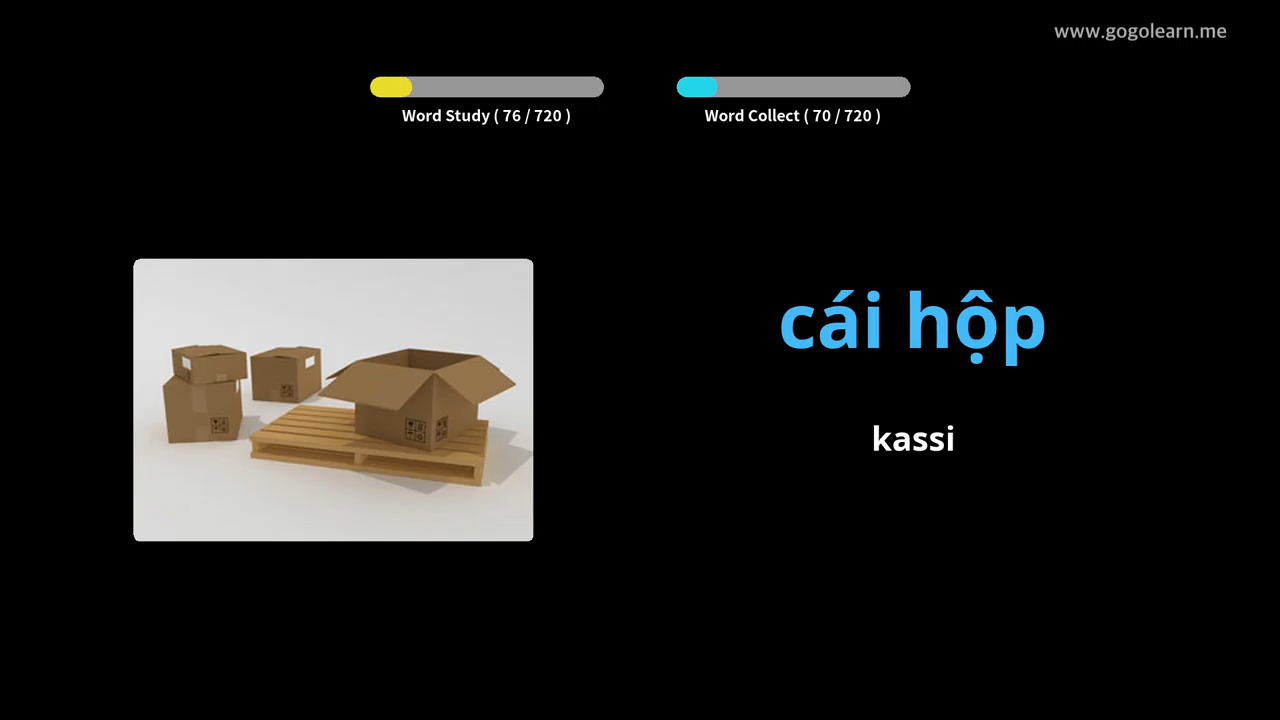 www.gogolearn.me
Word Study ( 76 / 720 )
Word Collect ( 70 / 720 )
cái hộp
kassi